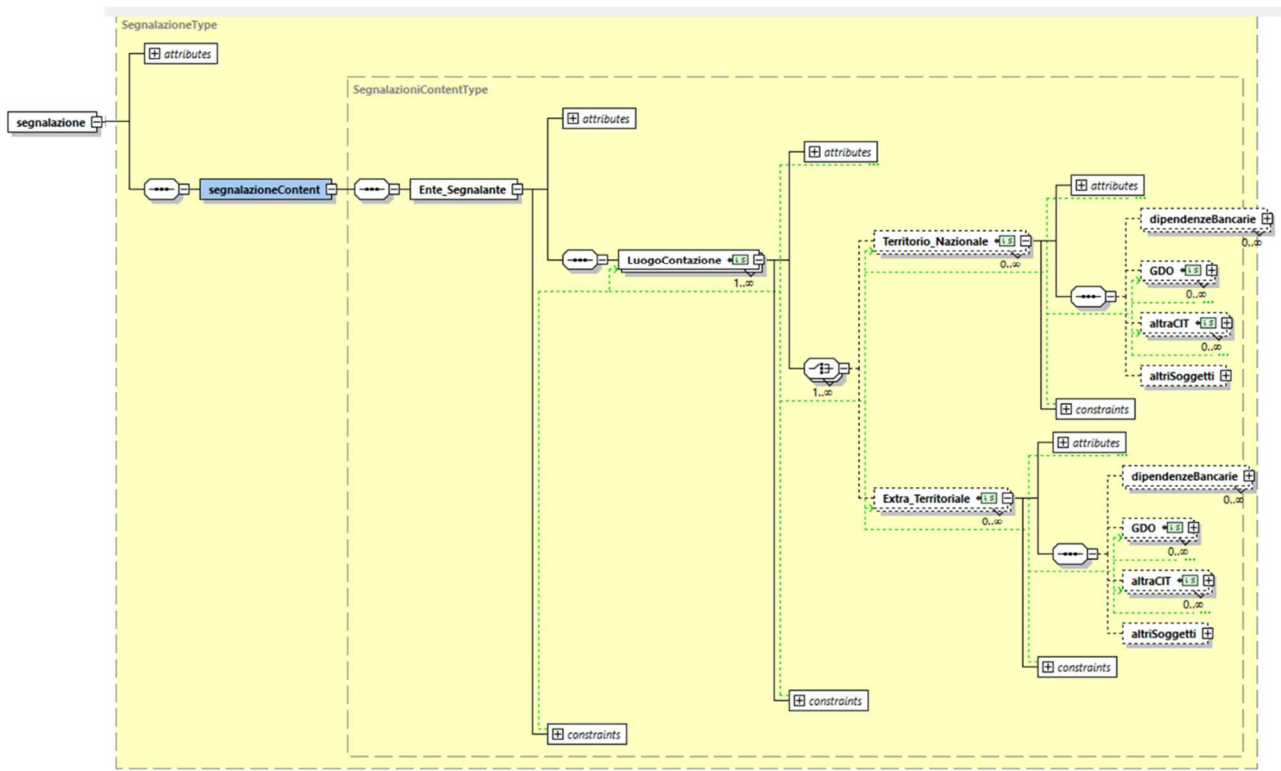 SegnalazioneType
attributes
SegnalazioniContentType
segnalazione
attributes
attributes
segnalazioneContent
Ente_Segnalante
attributes
dipendenzeBancarie
0..∞
Territorio_Nazionale
0..∞
LuogoContazione
1..∞
GDO
0..∞
altraCIT
0..∞
1..∞
altriSoggetti
constraints
attributes
dipendenzeBancarie
0..∞
Extra_Territoriale
0..∞
GDO
0..∞
altraCIT
0..∞
altriSoggetti
constraints
constraints
constraints